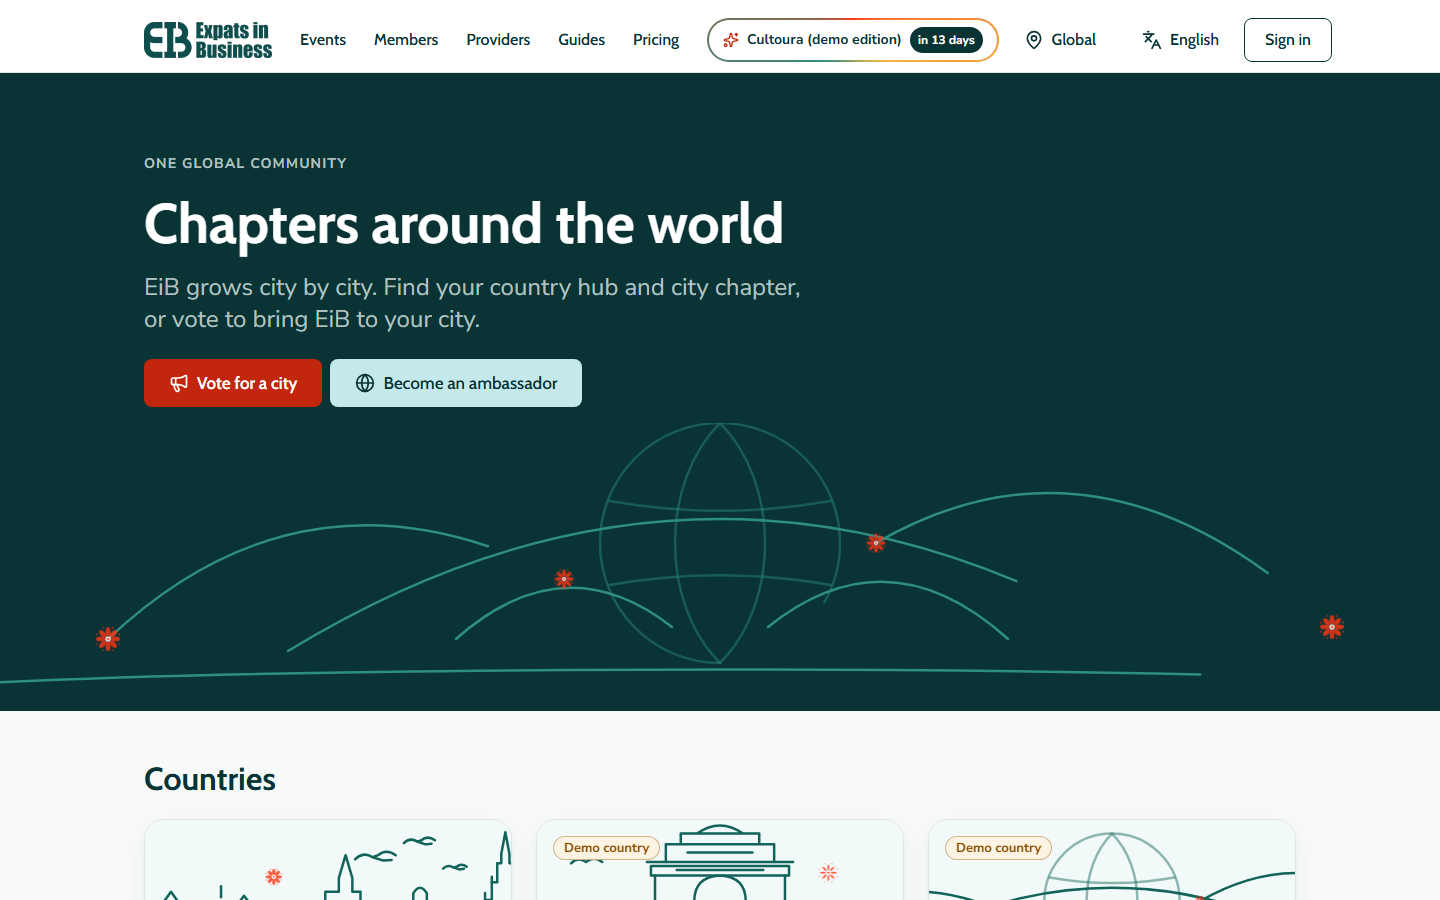 EIB Expats in
Business
Events
Members
Providers
Guides
Pricing
Cultoura (demo edition)
in 13 days
Global
English
Sign in
ONE GLOBAL COMMUNITY
Chapters around the world
EiB grows city by city. Find your country hub and city chapter,
or vote to bring EiB to your city.
Vote for a city
Become an ambassador
Countries
Demo country
Demo country